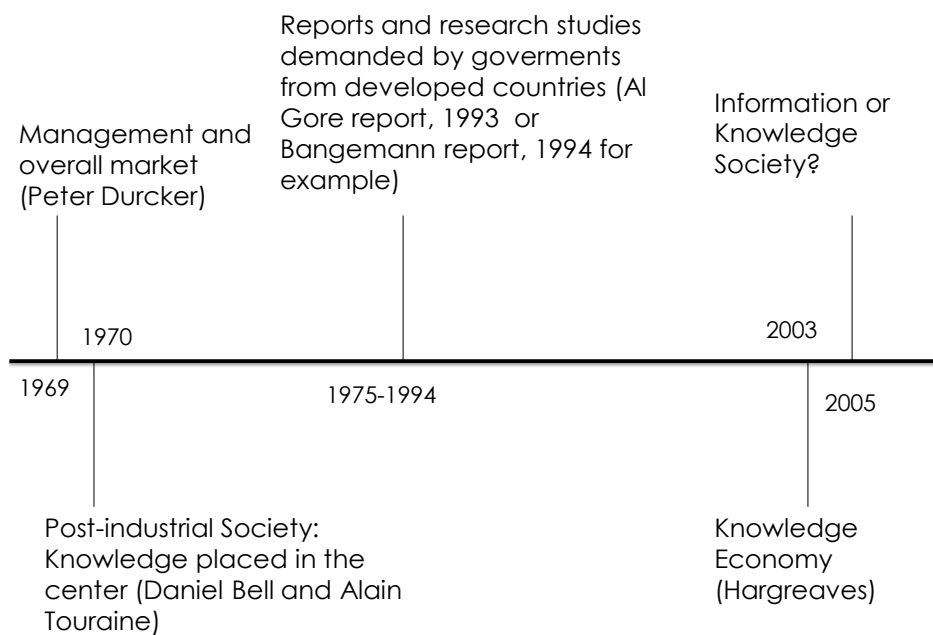 Reports and research studies
demanded by goverments
from developed countries (Al
Gore report, 1993 or
Bangemann report, 1994 for
example)
Information or
Knowledge
Society?
Management and
overall market
(Peter Durcker)
1970
2003
1969
1975-1994
2005
Post-industrial Society:
Knowledge placed in the
center (Daniel Bell and Alain
Touraine)
Knowledge
Economy
(Hargreaves)